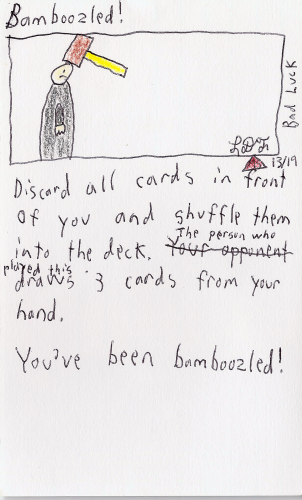 Bamboozled!
Bad Luck
LDF
13/19
Discard all cards in front
of you and shuffle them
into the deck. The person who
Your opponent
played this
draws 3 cards from your
hand.
You've been bamboozled!